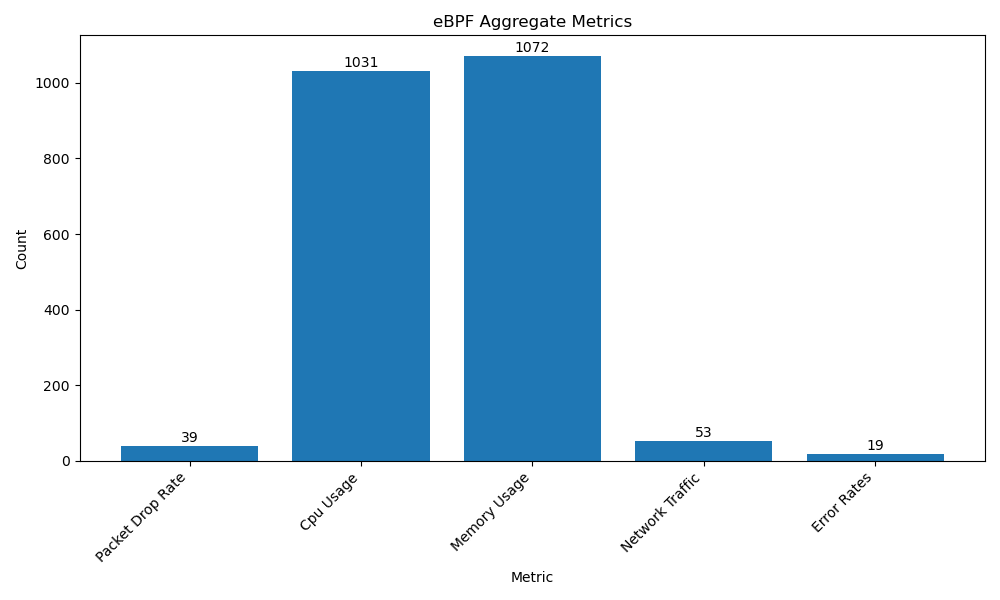 eBPF Aggregate Metrics
Count
1000
800
600
400
200
0
39
1031
1072
53
19
Packet Drop Rate
Cpu Usage
Memory Usage
Network Traffic
Error Rates
Metric